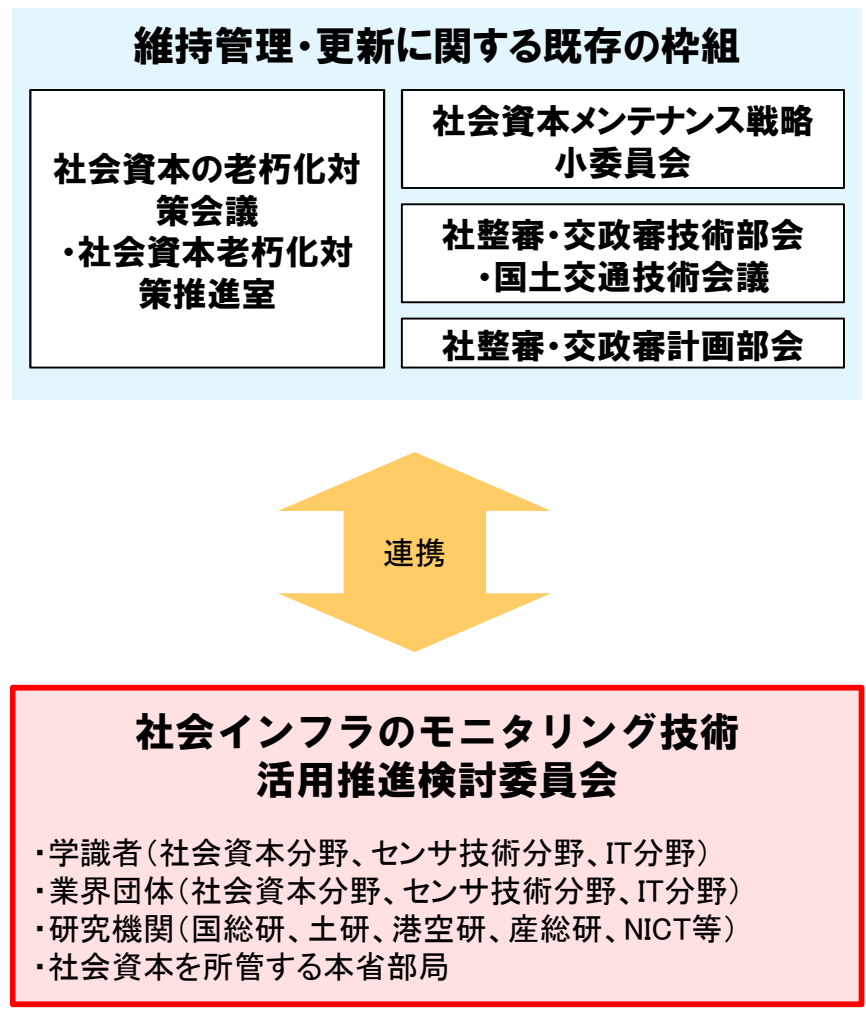 維持管理・更新に関する既存の枠組
社会資本の老朽化対
策会議
・社会資本老朽化対
策推進室
社会資本メンテナンス戦略
小委員会
社整審・交政審技術部会
・国土交通技術会議
社整審・交政審計画部会
連携
社会インフラのモニタリング技術
活用推進検討委員会
・学識者（社会資本分野、センサ技術分野、IT分野）
・業界団体（社会資本分野、センサ技術分野、IT分野）
・研究機関（国総研、土研、港空研、産総研、NICT等）
・社会資本を所管する本省部局